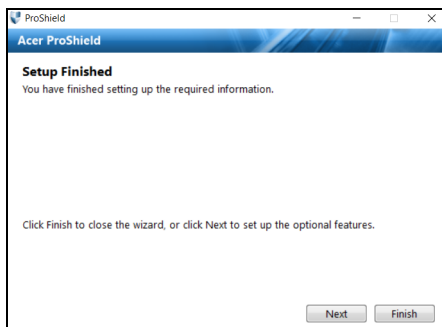 ProShield
Acer ProShield
Setup Finished
You have finished setting up the required information.
Click Finish to close the wizard, or click Next to set up the optional features.
Next
Finish